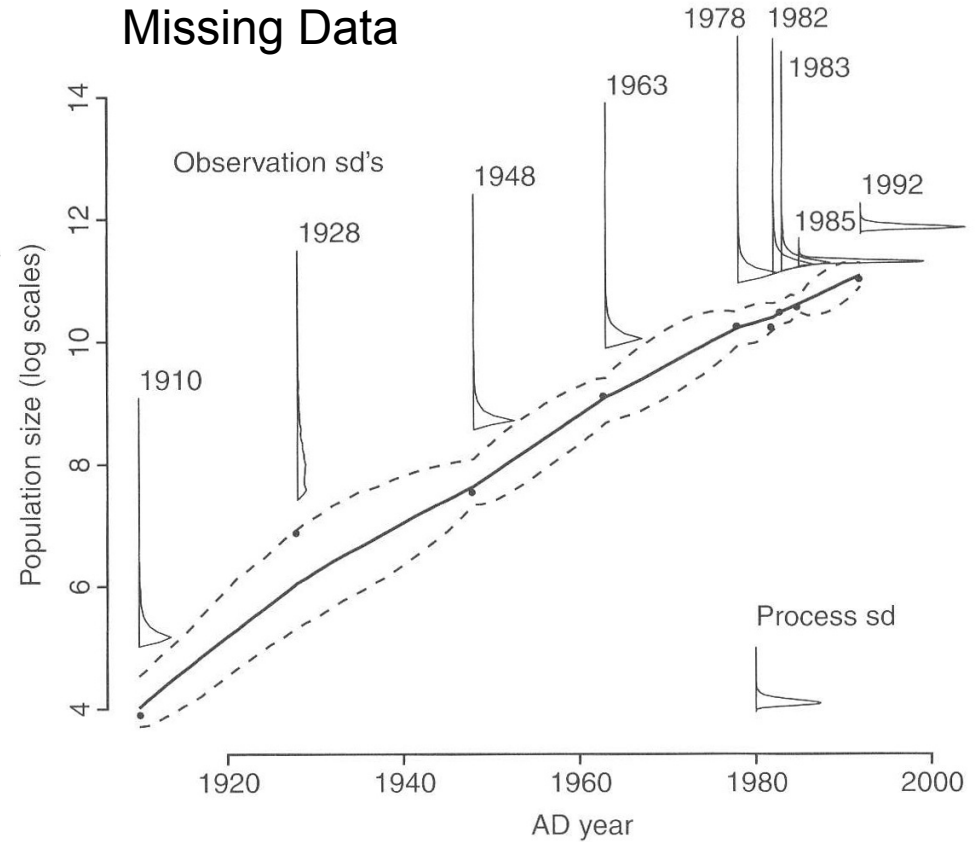 Missing Data
1978 1982
1983
1963
Observation sd's
1948
1992
1928
1985
1910
Process sd
Population size (log scales)
14
12
10
8
6
4
1920 1940 1960 1980 2000
AD year